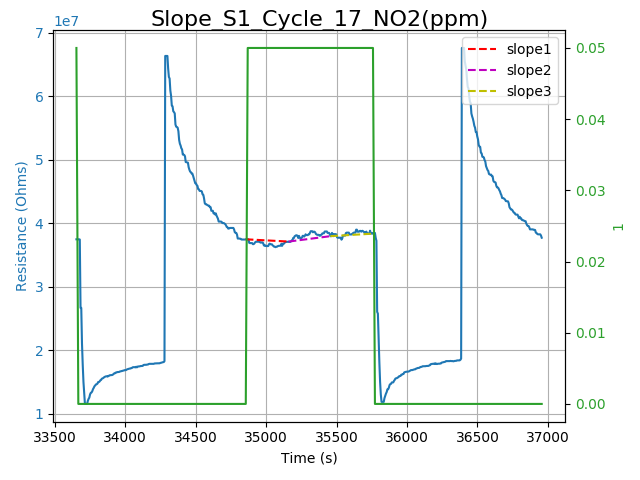 Slope_S1_Cycle_17_NO2(ppm)
1e7
slope1
slope2
slope3
7
6
5
4
3
2
1
Resistance (Ohms)
0.05
0.04
0.03
0.02
0.01
0.00
1
33500 34000 34500 35000 35500 36000 36500 37000
Time (s)